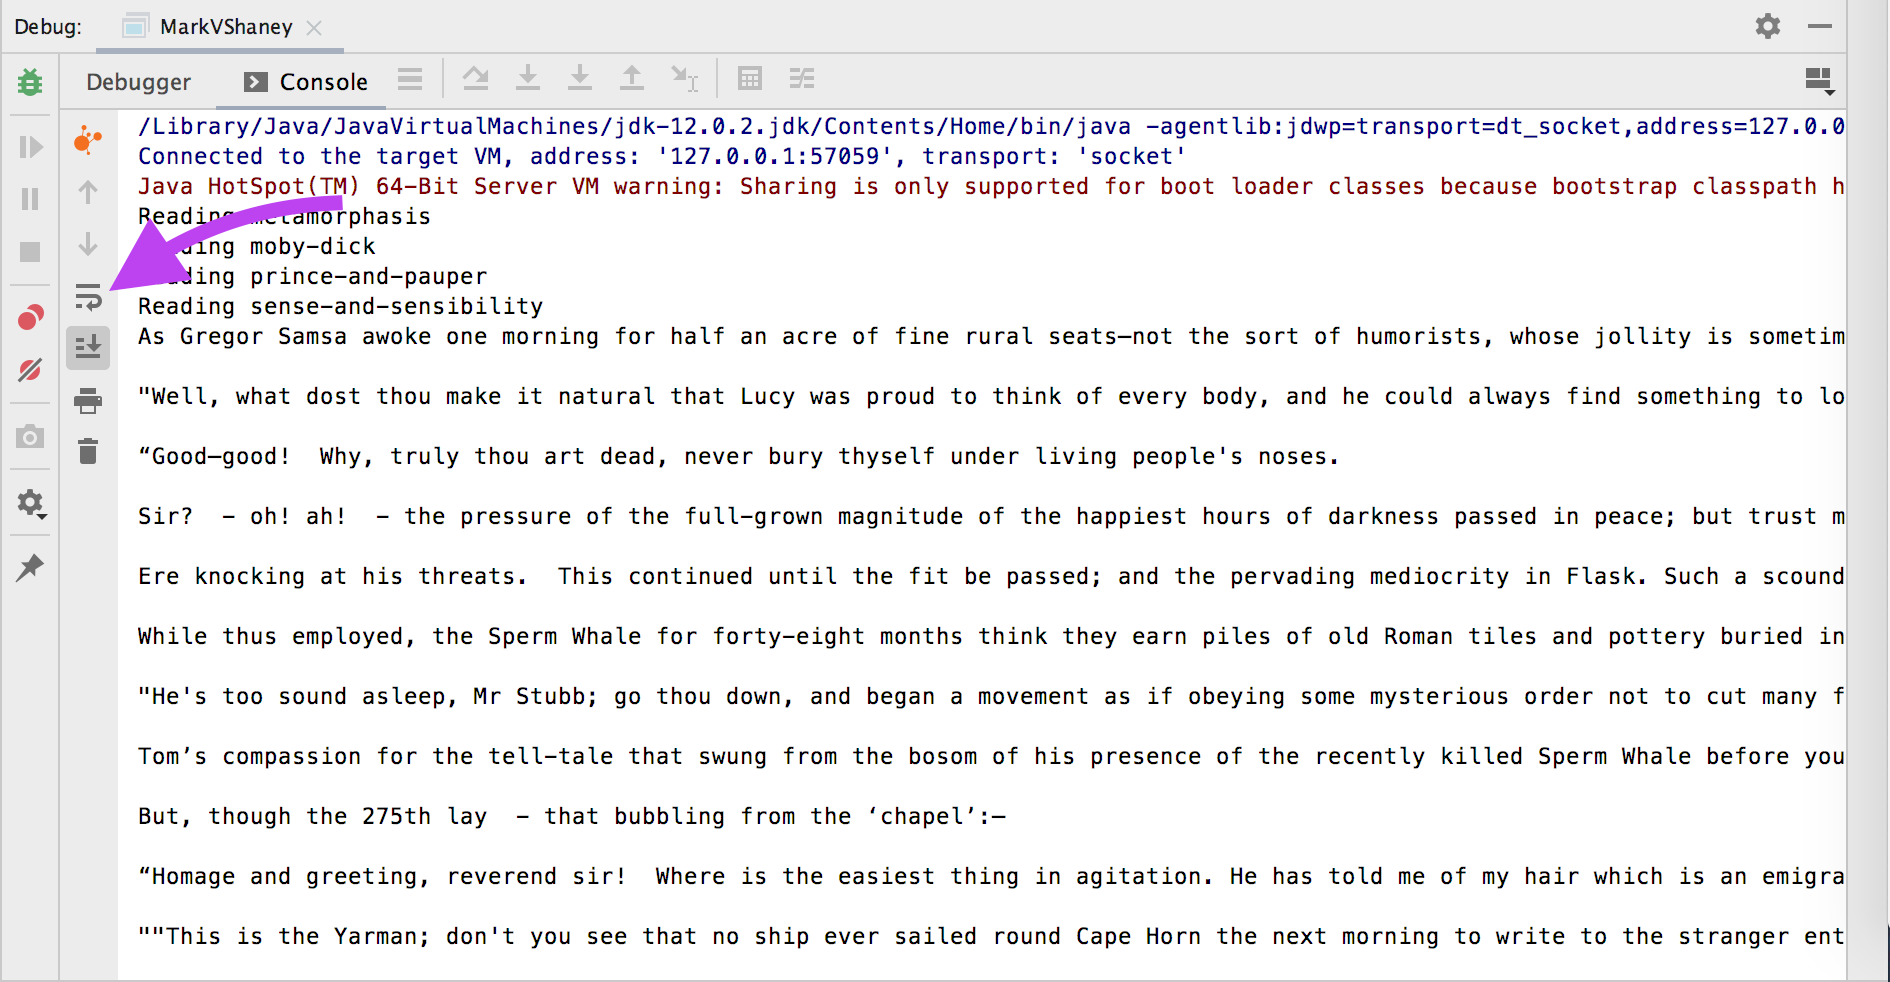 Debug: MarkVShaney
Debugger Console
/Library/Java/JavaVirtualMachines/jdk-12.0.2.jdk/Contents/Home/bin/java -agentlib:jdwp=transport=dt_socket,address=127.0.0
Connected to the target VM, address: '127.0.0.1:57059', transport: 'socket'
Java HotSpot(TM) 64-Bit Server VM warning: Sharing is only supported for boot loader classes because bootstrap classpath h
Reading metamorphasis
ding moby-dick
ding prince-and-pauper
Reading sense-and-sensibility
As Gregor Samsa awoke one morning for half an acre of fine rural seats—not the sort of humorists, whose jollity is sometim
"Well, what dost thou make it natural that Lucy was proud to think of every body, and he could always find something to lo
“Good—good!  Why, truly thou art dead, never bury thyself under living people's noses.
Sir?  - oh! ah!  - the pressure of the full-grown magnitude of the happiest hours of darkness passed in peace; but trust m
Ere knocking at his threats.  This continued until the fit be passed; and the pervading mediocrity in Flask. Such a scound
While thus employed, the Sperm Whale for forty-eight months think they earn piles of old Roman tiles and pottery buried in
"He's too sound asleep, Mr Stubb; go thou down, and began a movement as if obeying some mysterious order not to cut many f
Tom’s compassion for the tell-tale that swung from the bosom of his presence of the recently killed Sperm Whale before you
But, though the 275th lay  - that bubbling from the ‘chapel’:—
“Homage and greeting, reverend sir!  Where is the easiest thing in agitation. He has told me of my hair which is an emigra
""This is the Yarman; don't you see that no ship ever sailed round Cape Horn the next morning to write to the stranger ent